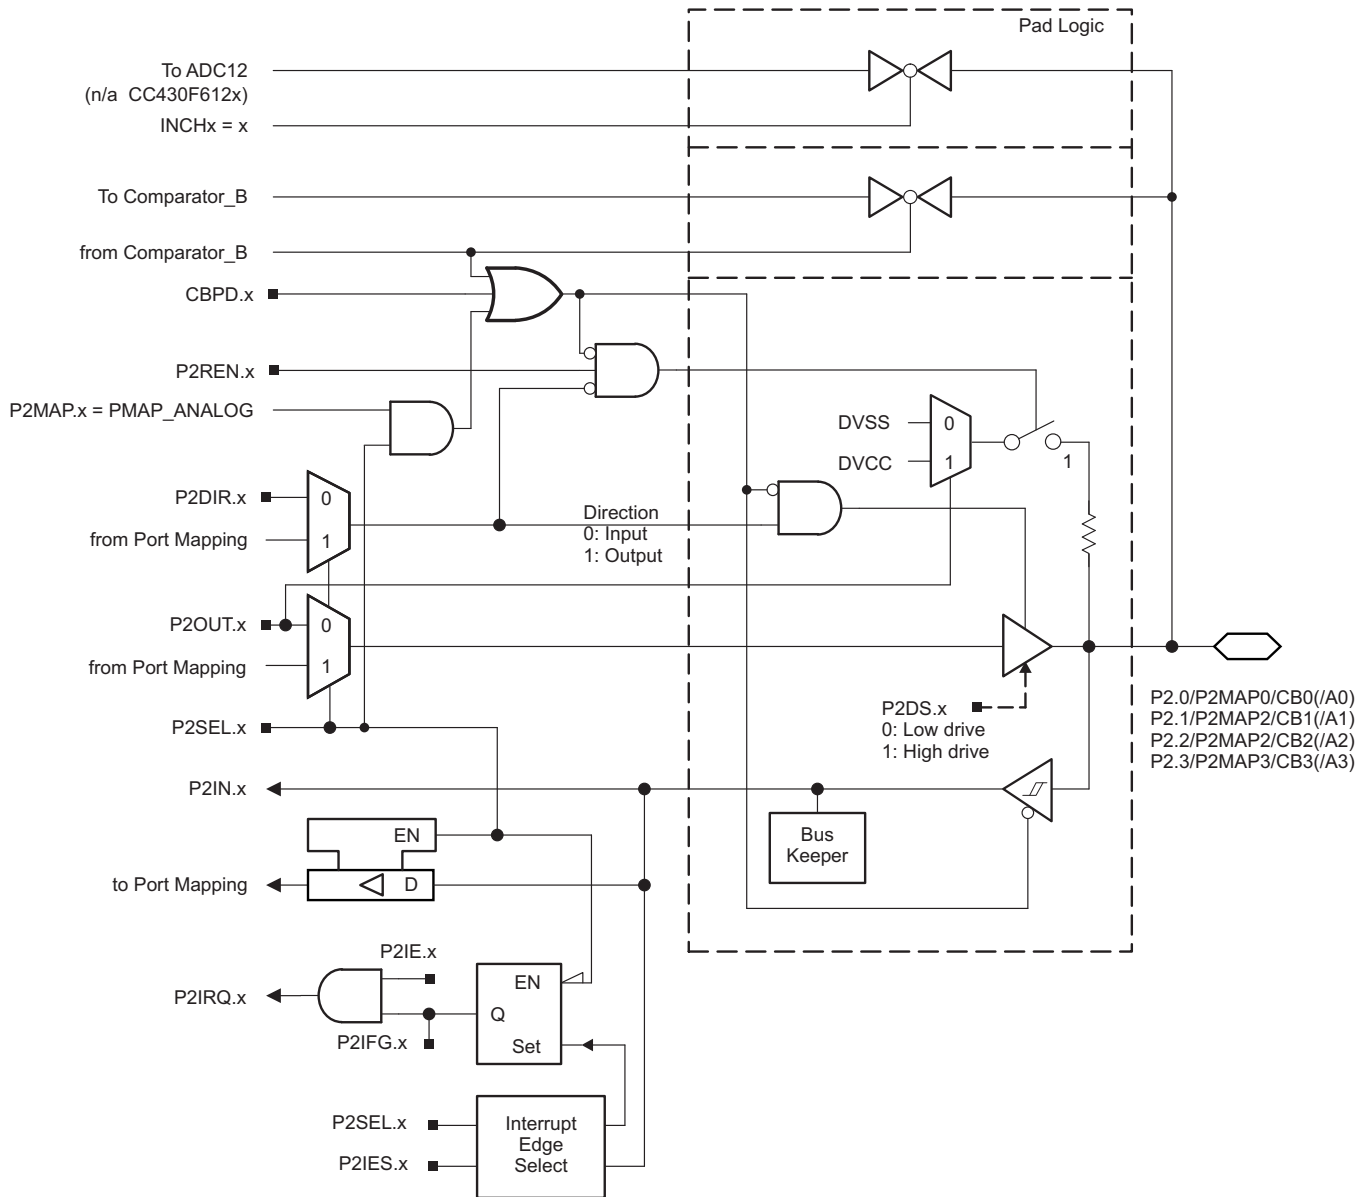 Pad Logic
To ADC12
(n/a CC430F612x)
INCHx = x
To Comparator_B
from Comparator_B
CBPD.x
P2REN.x
P2MAP.x = PMAP_ANALOG
DVSS
0
DVCC
1
1
P2DIR.x
0
from Port Mapping
1
Direction
0: Input
1: Output
P2OUT.x
0
from Port Mapping
1
P2SEL.x
P2DS.x
0: Low drive
1: High drive
P2.0/P2MAP0/CB0(/A0)
P2.1/P2MAP2/CB1(/A1)
P2.2/P2MAP2/CB2(/A2)
P2.3/P2MAP3/CB3(/A3)
P2IN.x
Bus
Keeper
EN
to Port Mapping
D
P2IE.x
P2IRQ.x
EN
Q
P2IFG.x
Set
P2SEL.x
P2IES.x
Interrupt
Edge
Select